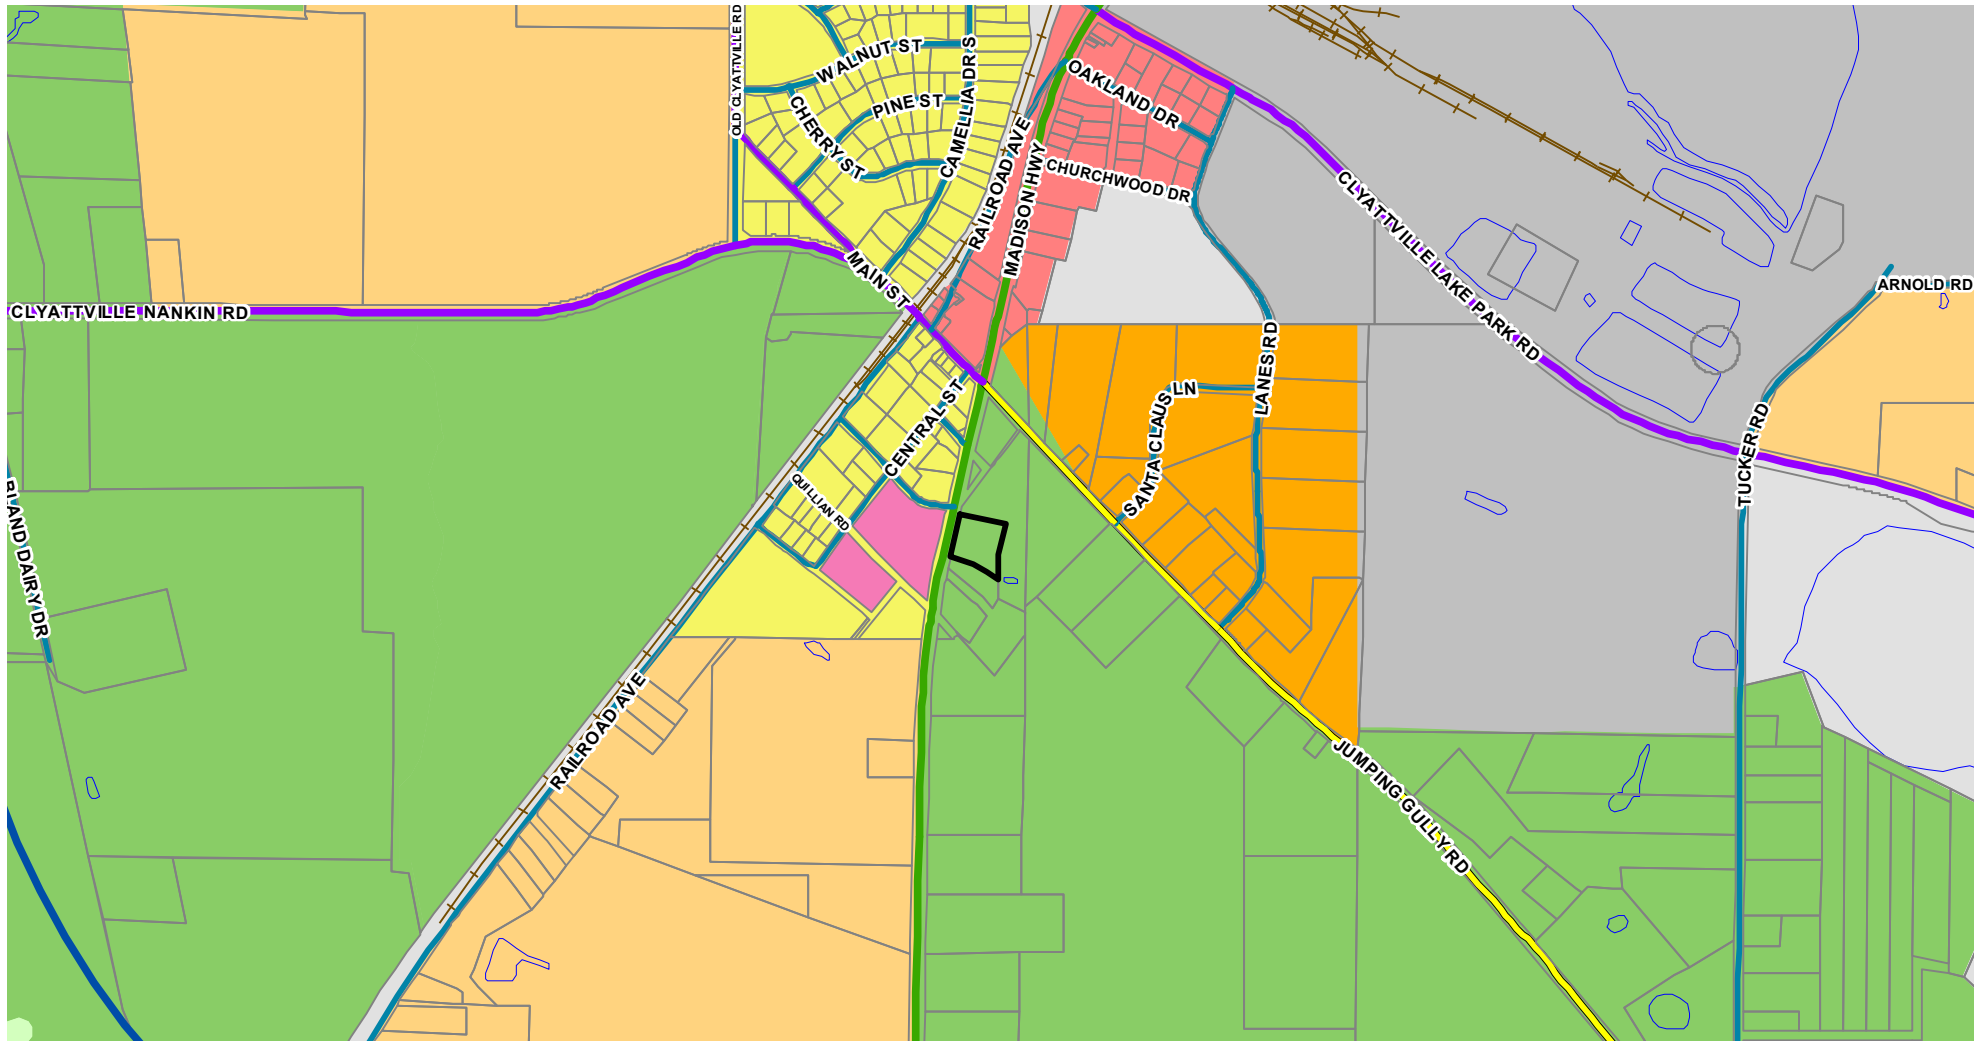 OLD CLYATTVILLE RD
WALNUT ST
CAMELLIA DR S
PINE ST
CHERRY ST
OAKLAND DR
RAILROAD AVE
MADISON HWY
CHURCHWOOD DR
CLYATTVILLE LAKE PARK RD
MAIN ST
ARNOLD RD
CLYATTVILLE NANKIN RD
LANES RD
SANTA CLAUS LN
CENTRAL ST
TUCKER RD
QUILLIAN RD
LAND DAIRY DR
RAILROAD AVE
JUMPING GULLY RD